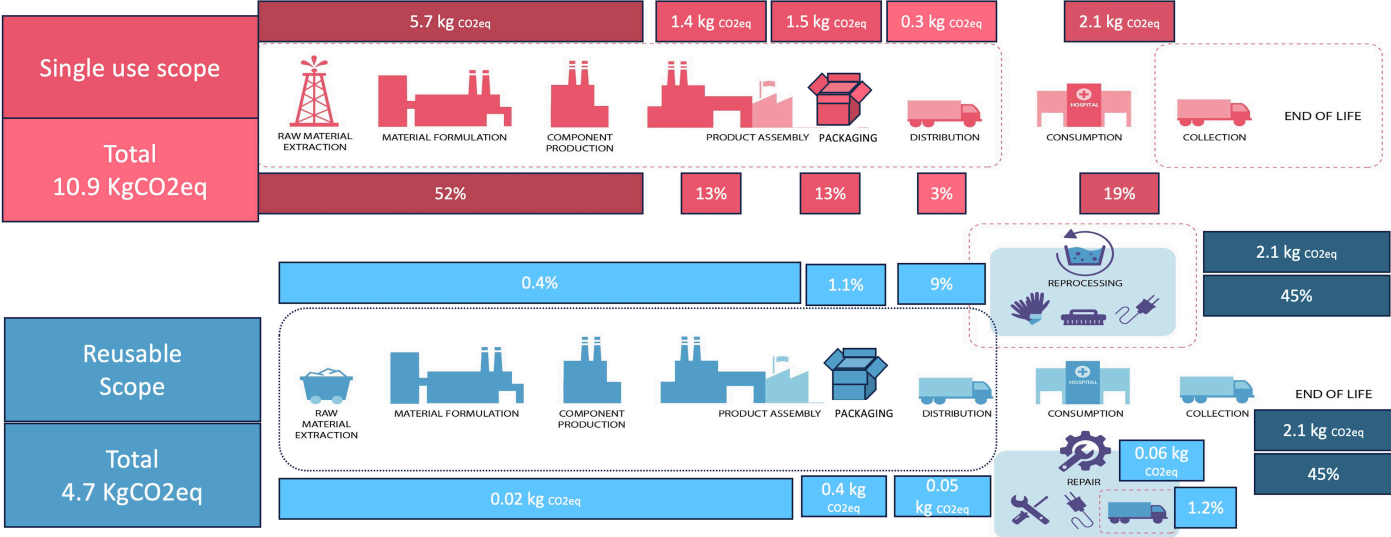 5.7 kg CO2eq
1.4 kg CO2eq
1.5 kg CO2eq
0.3 kg CO2eq
2.1 kg CO2eq
Single use scope
HOSPITAL
RAW MATERIAL
EXTRACTION
MATERIAL FORMULATION
COMPONENT
PRODUCTION
PRODUCT ASSEMBLY
PACKAGING
DISTRIBUTION
CONSUMPTION
COLLECTION
END OF LIFE
Total
10.9 KgCO2eq
52%
13%
13%
3%
19%
0.4%
1.1%
9%
REPROCESSING
2.1 kg CO2eq
45%
Reusable
Scope
HOSPITAL
RAW
MATERIAL
EXTRACTION
MATERIAL FORMULATION
COMPONENT
PRODUCTION
PRODUCT ASSEMBLY
PACKAGING
DISTRIBUTION
CONSUMPTION
COLLECTION
END OF LIFE
2.1 kg CO2eq
45%
Total
4.7 KgCO2eq
0.02 kg CO2eq
0.4 kg
CO2eq
0.05
kg CO2eq
REPAIR
0.06 kg
CO2eq
1.2%